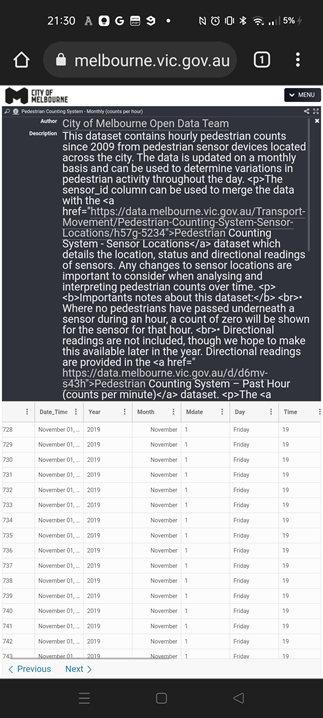 21:30
5%
melbourne.vic.gov.au
1
CITY OF
MELBOURNE
MENU
Pedestrian Counting System - Monthly (counts per hour)
Author City of Melbourne Open Data Team
Description This dataset contains hourly pedestrian counts
since 2009 from pedestrian sensor devices located
across the city. The data is updated on a monthly
basis and can be used to determine variations in
pedestrian activity throughout the day. <p>The
sensor_id column can be used to merge the data
with the <a
href="https://data.melbourne.vic.gov.au/Transport-
Movement/Pedestrian-Counting-System-Sensor-
Locations/h57g-5234">Pedestrian Counting
System - Sensor Locations</a> dataset which
details the location, status and directional readings
of sensors. Any changes to sensor locations are
important to consider when analysing and
interpreting pedestrian counts over time. <p>
<b>Importants notes about this dataset:</b> <br>•
Where no pedestrians have passed underneath a
sensor during an hour, a count of zero will be shown
for the sensor for that hour. <br>• Directional
readings are not included, though we hope to make
this available later in the year. Directional readings
are provided in the <a href="
https://data.melbourne.vic.gov.au/d/d6mv-
s43h">Pedestrian Counting System – Past Hour
(counts per minute)</a> dataset. <p>The <a
Date_Time Year Month Mdate Day Time
728 November 01,... 2019 November 1 Friday 19
729 November 01,... 2019 November 1 Friday 19
730 November 01,... 2019 November 1 Friday 19
731 November 01,... 2019 November 1 Friday 19
732 November 01,... 2019 November 1 Friday 19
733 November 01,... 2019 November 1 Friday 19
734 November 01,... 2019 November 1 Friday 19
735 November 01,... 2019 November 1 Friday 19
736 November 01,... 2019 November 1 Friday 19
737 November 01,... 2019 November 1 Friday 19
738 November 01,... 2019 November 1 Friday 19
739 November 01,... 2019 November 1 Friday 19
740 November 01,... 2019 November 1 Friday 19
741 November 01,... 2019 November 1 Friday 19
742 November 01,... 2019 November 1 Friday 19
743 November 01,... 2019 November 1 Friday 19
Previous Next